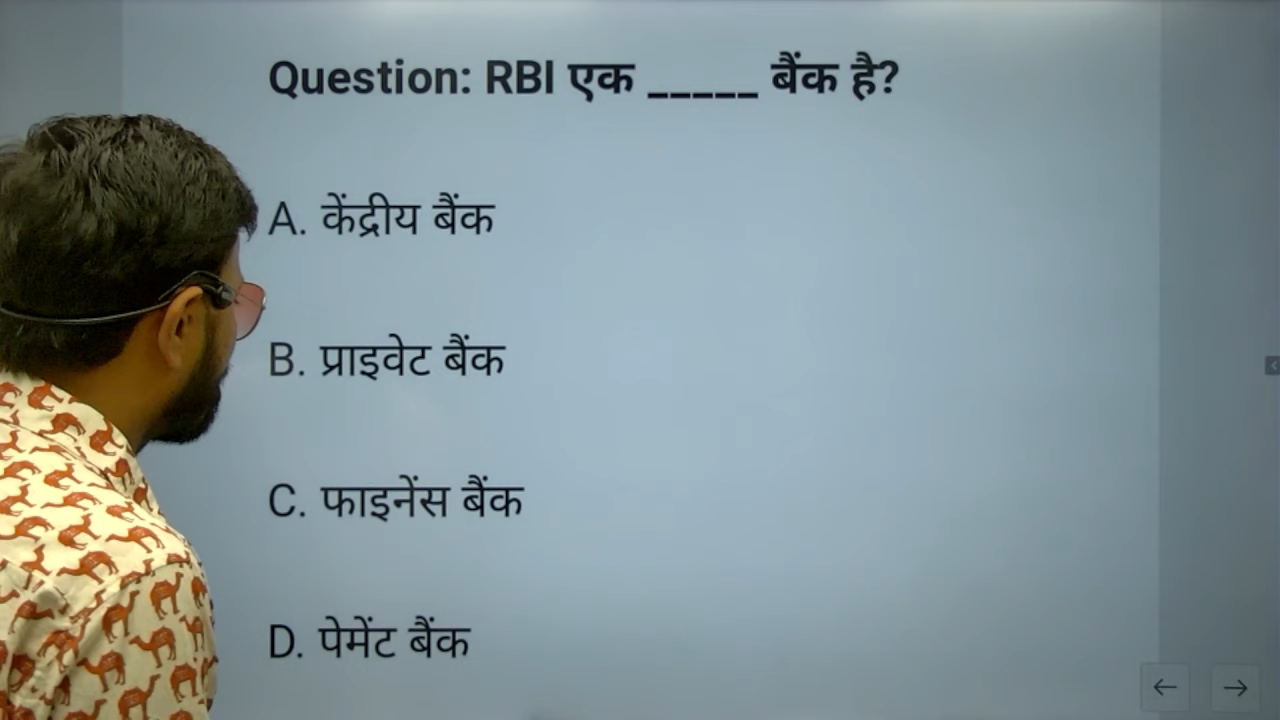 Question: RBI एक _____ बैंक है?
A. केंद्रीय बैंक
B. प्राइवेट बैंक
C. फाइनेंस बैंक
D. पेमेंट बैंक